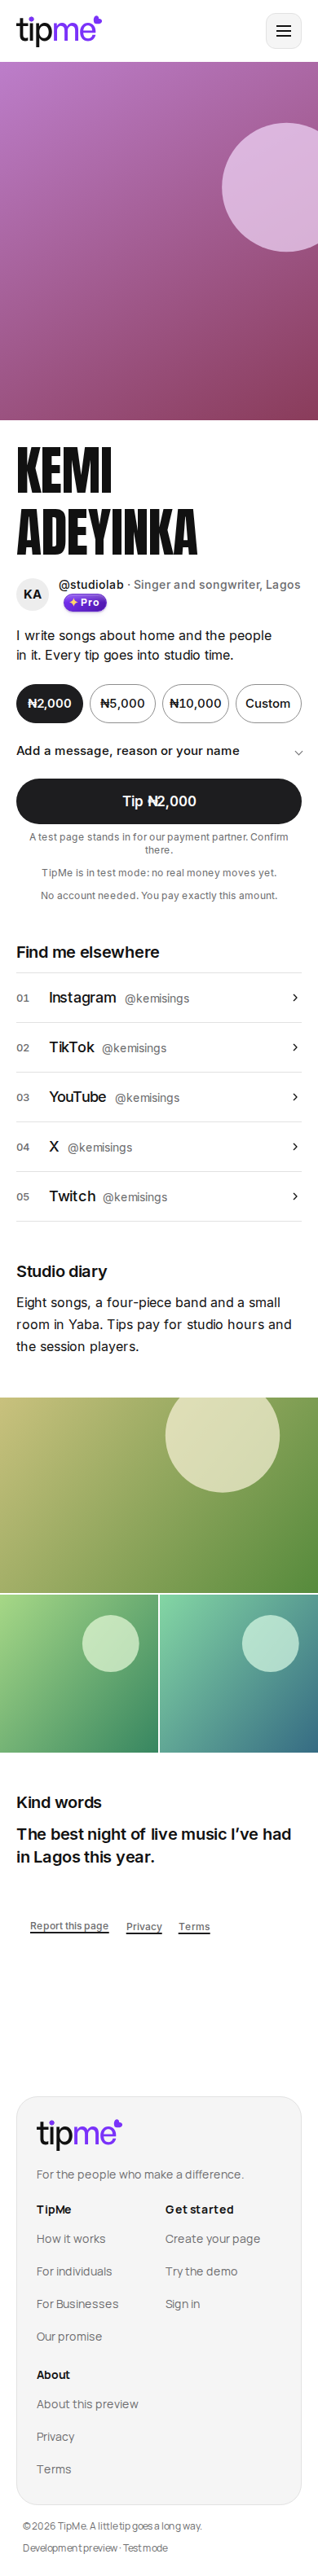 tipme
KEMI
ADEYINKA
KA
@studiolab · Singer and songwriter, Lagos
✦ Pro
I write songs about home and the people
in it. Every tip goes into studio time.
₦2,000
₦5,000
₦10,000
Custom
Add a message, reason or your name
Tip ₦2,000
A test page stands in for our payment partner. Confirm
there.
TipMe is in test mode: no real money moves yet.
No account needed. You pay exactly this amount.
Find me elsewhere
01 Instagram @kemisings
02 TikTok @kemisings
03 YouTube @kemisings
04 X @kemisings
05 Twitch @kemisings
Studio diary
Eight songs, a four-piece band and a small
room in Yaba. Tips pay for studio hours and
the session players.
Kind words
The best night of live music I’ve had
in Lagos this year.
Report this page
Privacy
Terms
tipme
For the people who make a difference.
TipMe
How it works
For individuals
For Businesses
Our promise
Get started
Create your page
Try the demo
Sign in
About
About this preview
Privacy
Terms
© 2026 TipMe. A little tip goes a long way.
Development preview · Test mode